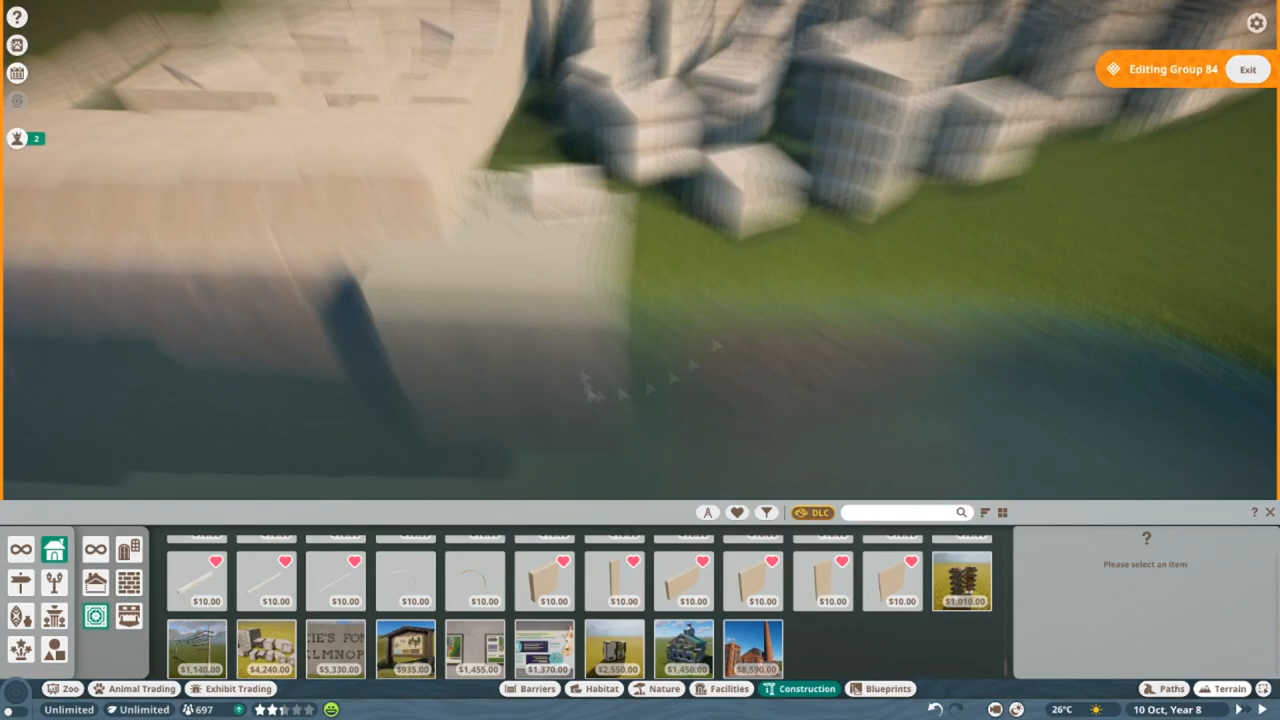 Editing Group 84
Exit
2
DLC
?
Please select an item
$10.00 $10.00 $10.00 $10.00 $10.00 $10.00 $10.00 $10.00 $10.00 $10.00 $10.00 $1,010.00
$1,140.00 $4,240.00 $5,330.00 $935.00 $1,455.00 $1,370.00 $2,550.00 $1,450.00 $8,590.00
Zoo Animal Trading Exhibit Trading Barriers Habitat Nature Facilities Construction Blueprints Paths Terrain
Unlimited Unlimited 697 26°C 10 Oct, Year 8